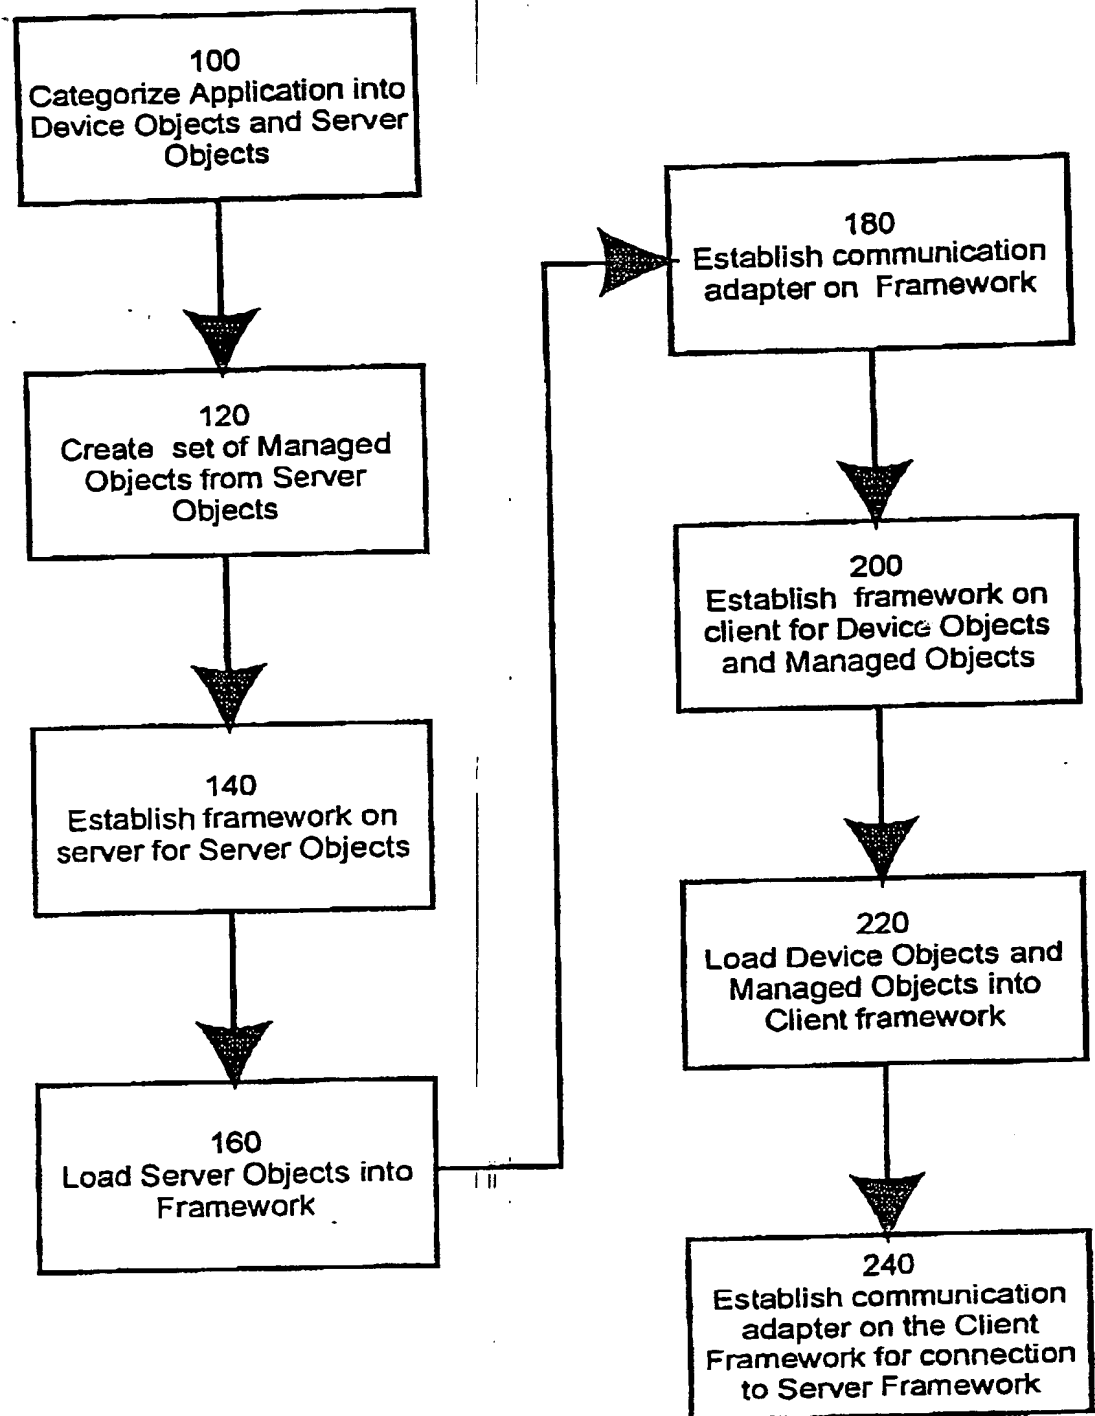 100
Categorize Application into
Device Objects and Server
Objects
120
Create set of Managed
Objects from Server
Objects
140
Establish framework on
server for Server Objects
160
Load Server Objects into
Framework
180
Establish communication
adapter on Framework
200
Establish framework on
client for Device Objects
and Managed Objects
220
Load Device Objects and
Managed Objects into
Client framework
240
Establish communication
adapter on the Client
Framework for connection
to Server Framework